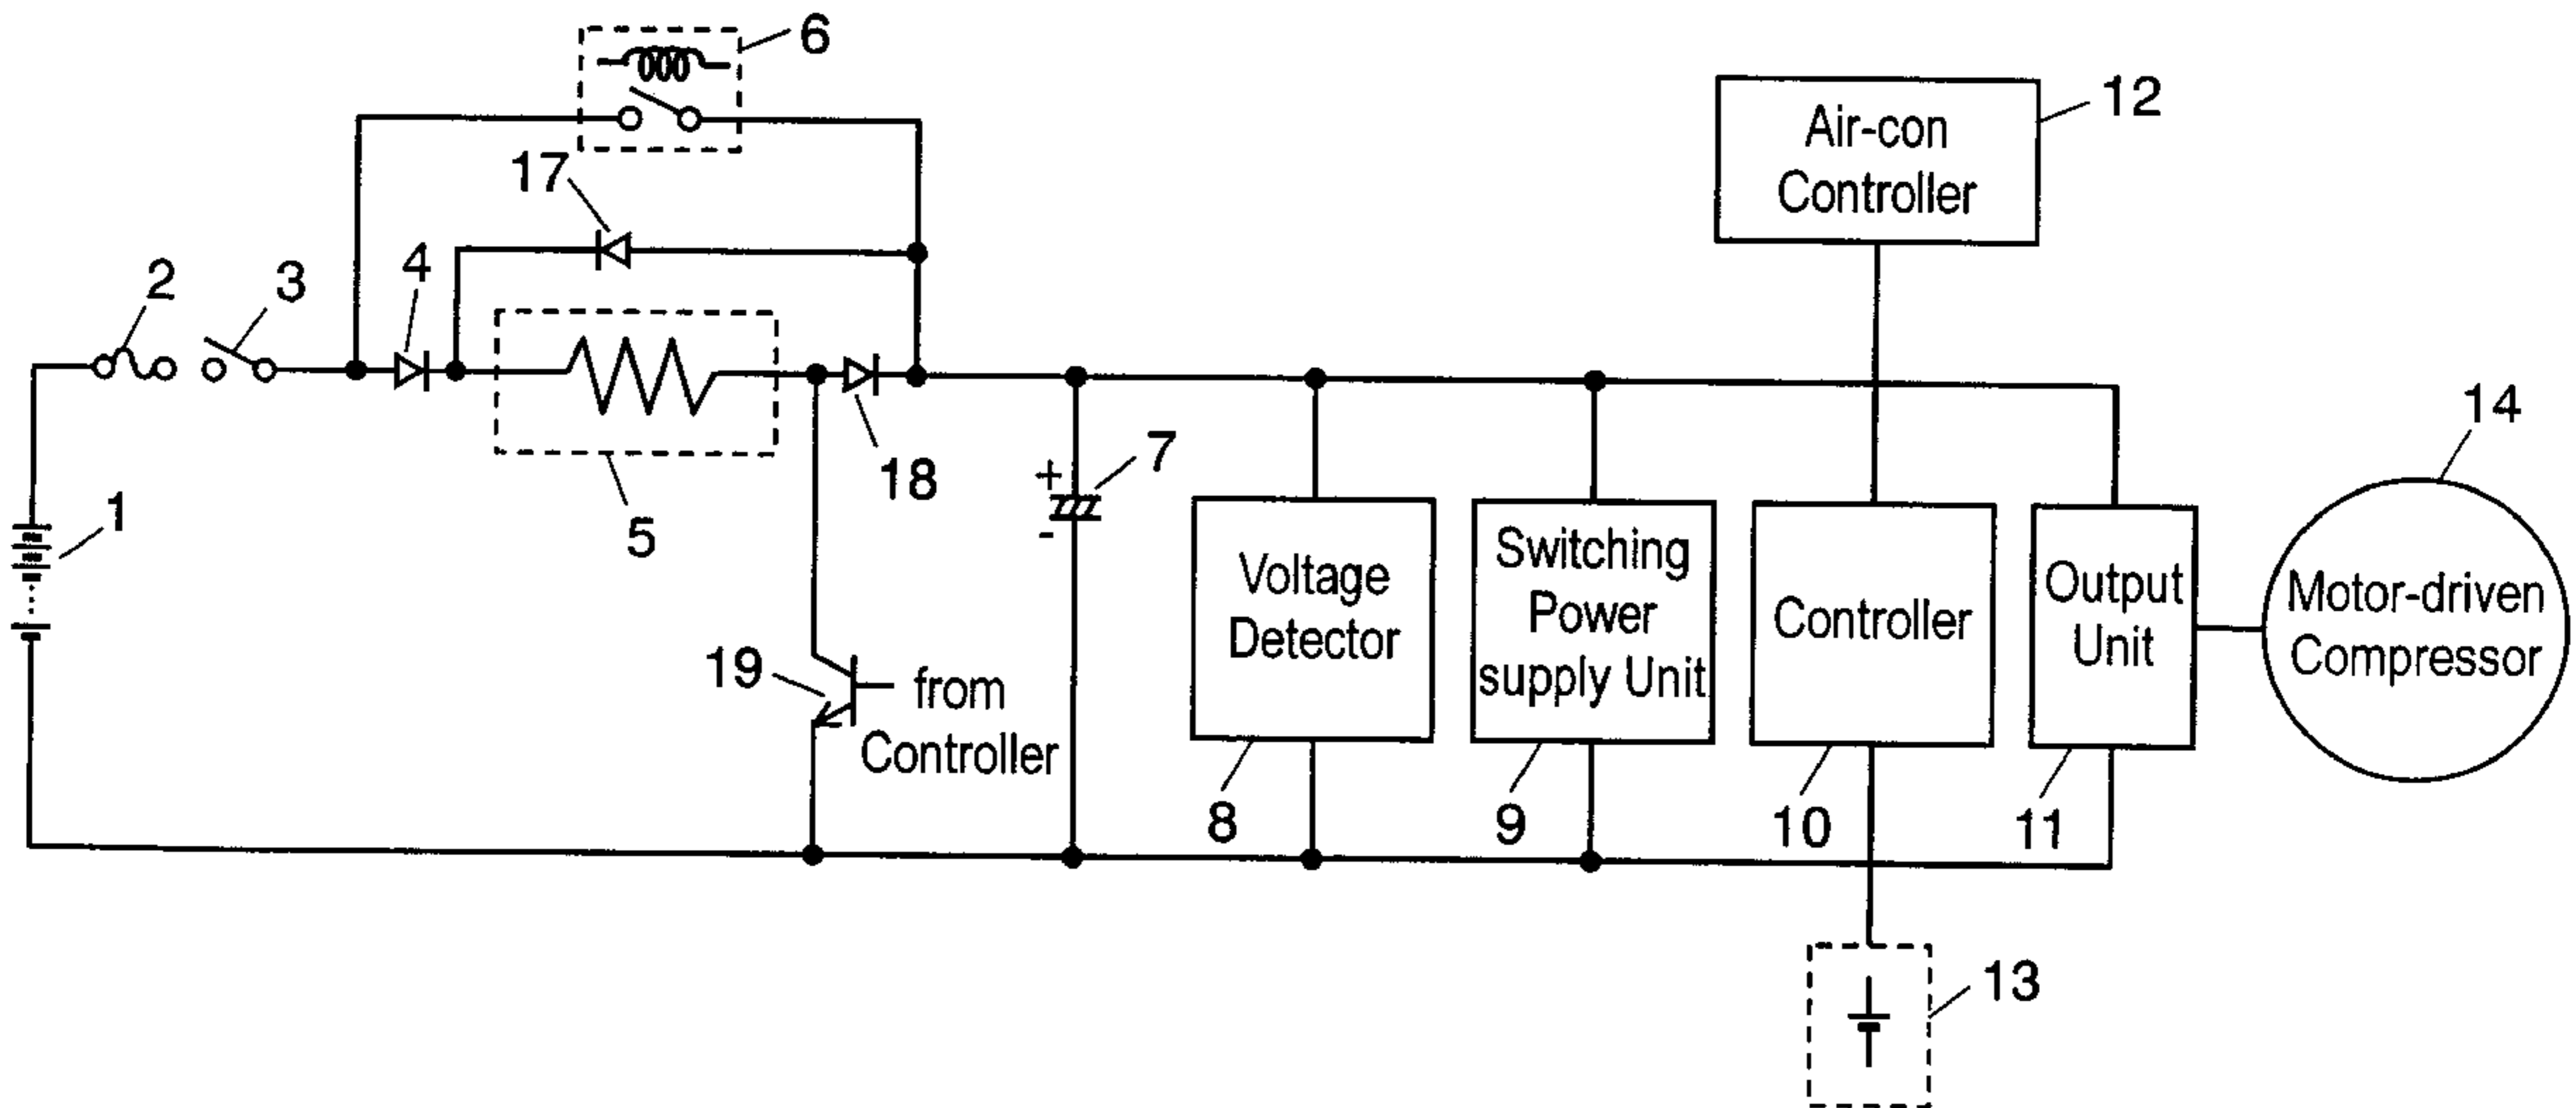 6
12
Air-con
Controller
17
2
3
4
14
18
7
+
-
1
5
Voltage
Detector
Switching
Power
supply Unit
Controller
Output
Unit
Motor-driven
Compressor
19
from
Controller
8
9
10
11
13